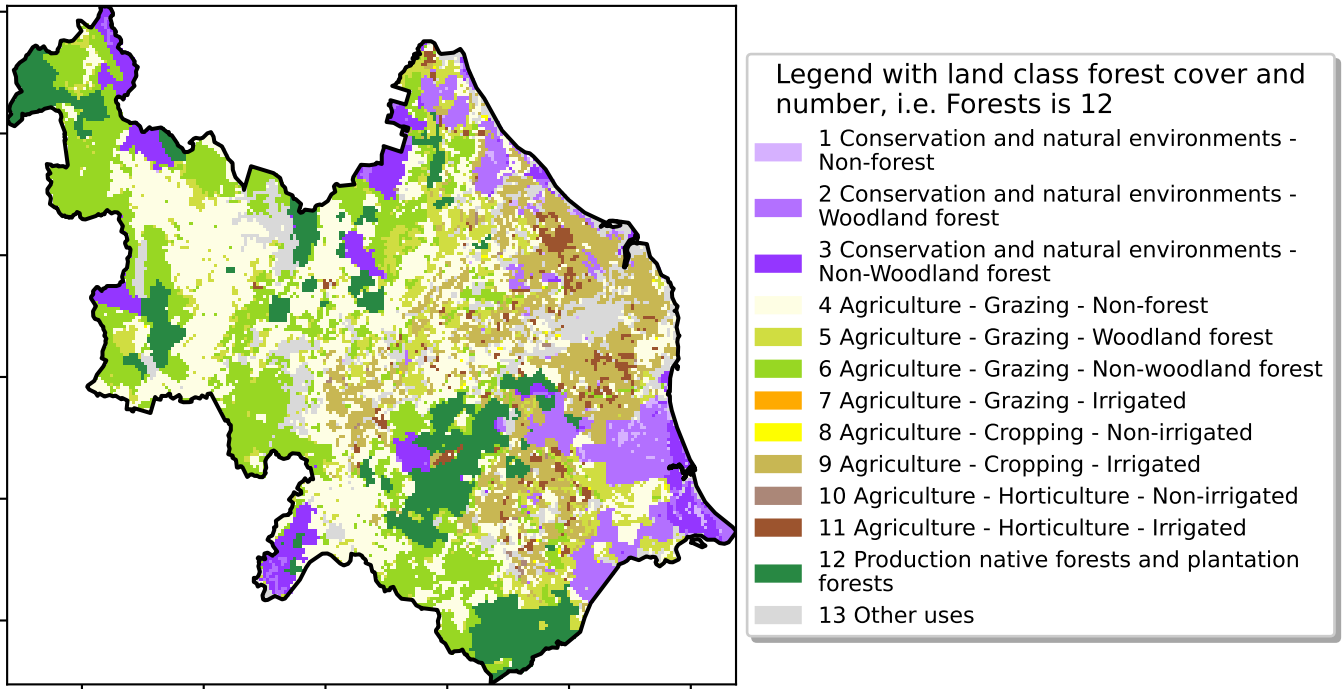 Legend with land class forest cover and
number, i.e. Forests is 12
1 Conservation and natural environments -
Non-forest
2 Conservation and natural environments -
Woodland forest
3 Conservation and natural environments -
Non-Woodland forest
4 Agriculture - Grazing - Non-forest
5 Agriculture - Grazing - Woodland forest
6 Agriculture - Grazing - Non-woodland forest
7 Agriculture - Grazing - Irrigated
8 Agriculture - Cropping - Non-irrigated
9 Agriculture - Cropping - Irrigated
10 Agriculture - Horticulture - Non-irrigated
11 Agriculture - Horticulture - Irrigated
12 Production native forests and plantation
forests
13 Other uses